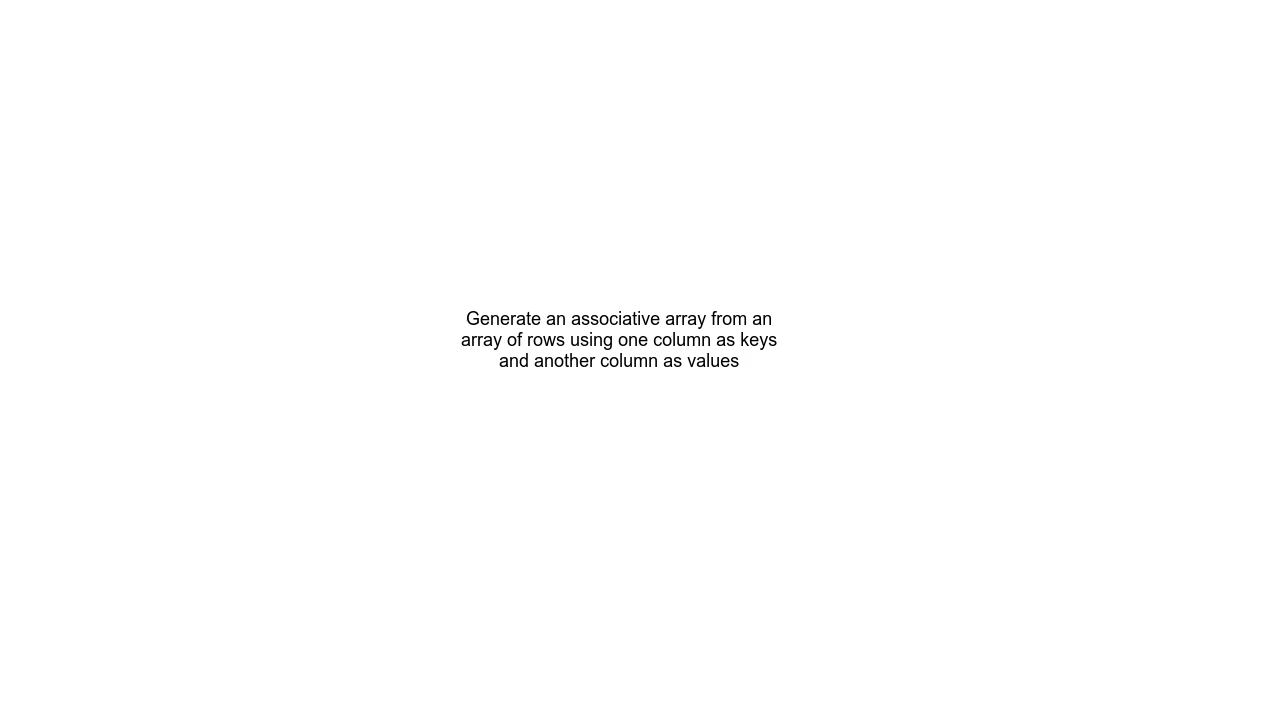 Generate an associative array from an
array of rows using one column as keys
and another column as values